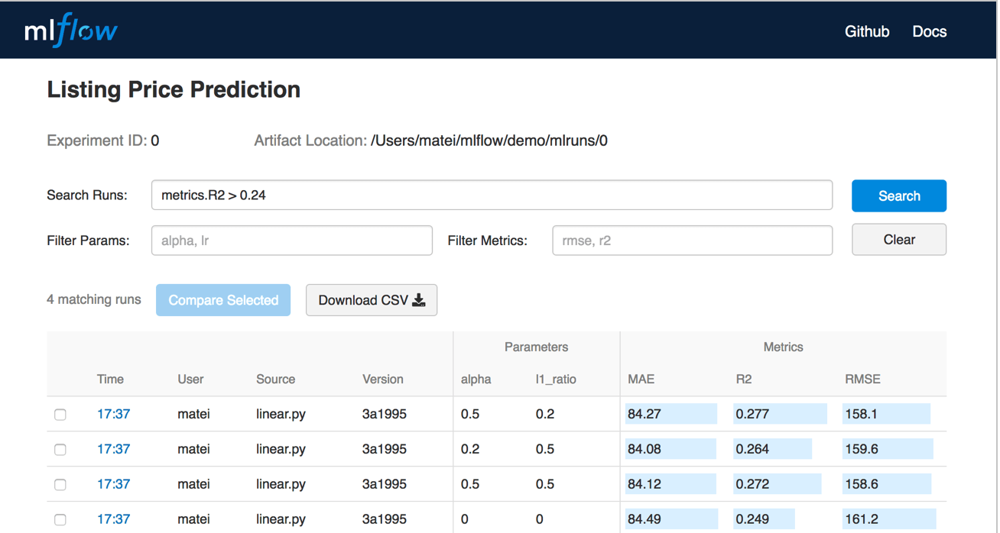 mlflow Github Docs
Listing Price Prediction
Experiment ID: 0 Artifact Location: /Users/matei/mlflow/demo/mlruns/0
Search Runs: metrics.R2 > 0.24 Search
Filter Params: alpha, lr Filter Metrics: rmse, r2 Clear
4 matching runs Compare Selected Download CSV
Parameters Metrics
Time User Source Version alpha l1_ratio MAE R2 RMSE
17:37 matei linear.py 3a1995 0.5 0.2 84.27 0.277 158.1
17:37 matei linear.py 3a1995 0.2 0.5 84.08 0.264 159.6
17:37 matei linear.py 3a1995 0.5 0.5 84.12 0.272 158.6
17:37 matei linear.py 3a1995 0 0 84.49 0.249 161.2